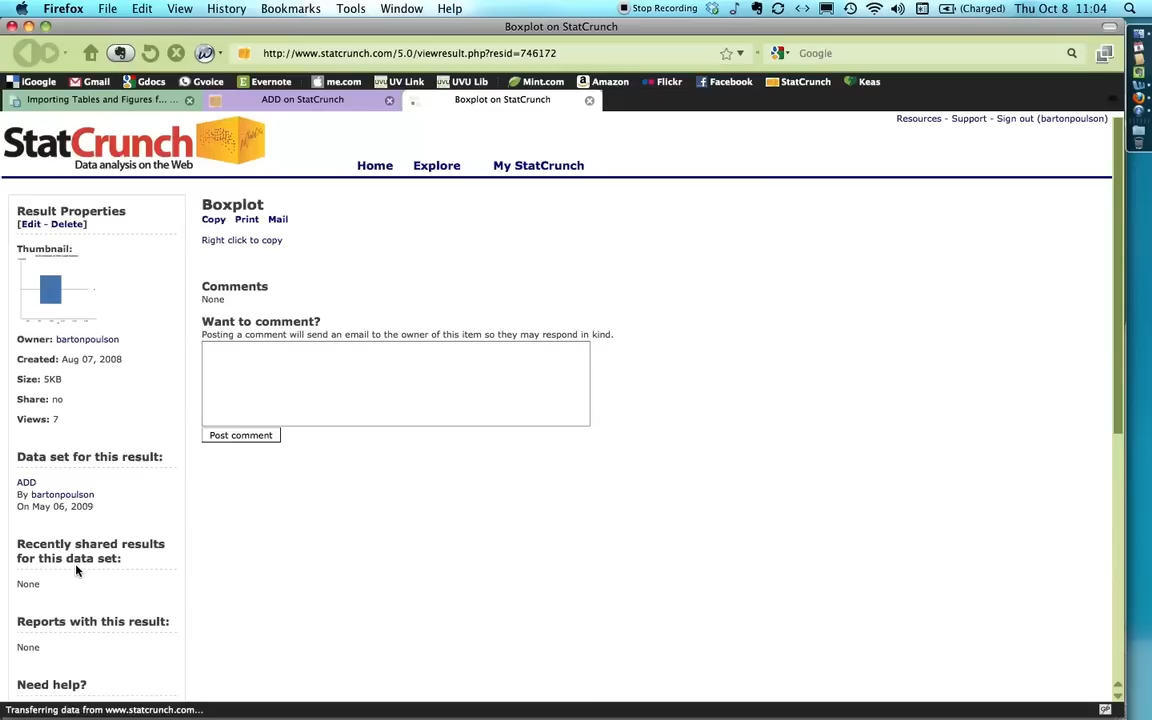 Firefox File Edit View History Bookmarks Tools Window Help Stop Recording (Charged) Thu Oct 8 11:04
Boxplot on StatCrunch
http://www.statcrunch.com/5.0/viewresult.php?resid=746172 Google
iGoogle Gmail Gdocs Gvoice Evernote me.com UV Link UVU Lib Mint.com Amazon Flickr Facebook StatCrunch Keas
Importing Tables and Figures f... ... ADD on StatCrunch Boxplot on StatCrunch
Resources - Support - Sign out (bartonpoulson)
StatCrunch
Data analysis on the Web
Home Explore My StatCrunch
Result Properties
[Edit - Delete]
Thumbnail:
Owner: bartonpoulson
Created: Aug 07, 2008
Size: 5KB
Share: no
Views: 7
Data set for this result:
ADD
By bartonpoulson
On May 06, 2009
Recently shared results
for this data set:
None
Reports with this result:
None
Need help?
Boxplot
Copy Print Mail
Right click to copy
Comments
None
Want to comment?
Posting a comment will send an email to the owner of this item so they may respond in kind.
Post comment
Transferring data from www.statcrunch.com...